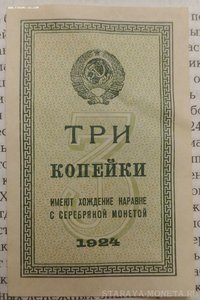 ТРИ
КОПЕЙКИ
ИМЕЮТ ХОЖДЕНИЕ НАРАВНЕ
С СЕРЕБРЯНОЙ МОНЕТОЙ
1924
STARAYA-MONETA.RU